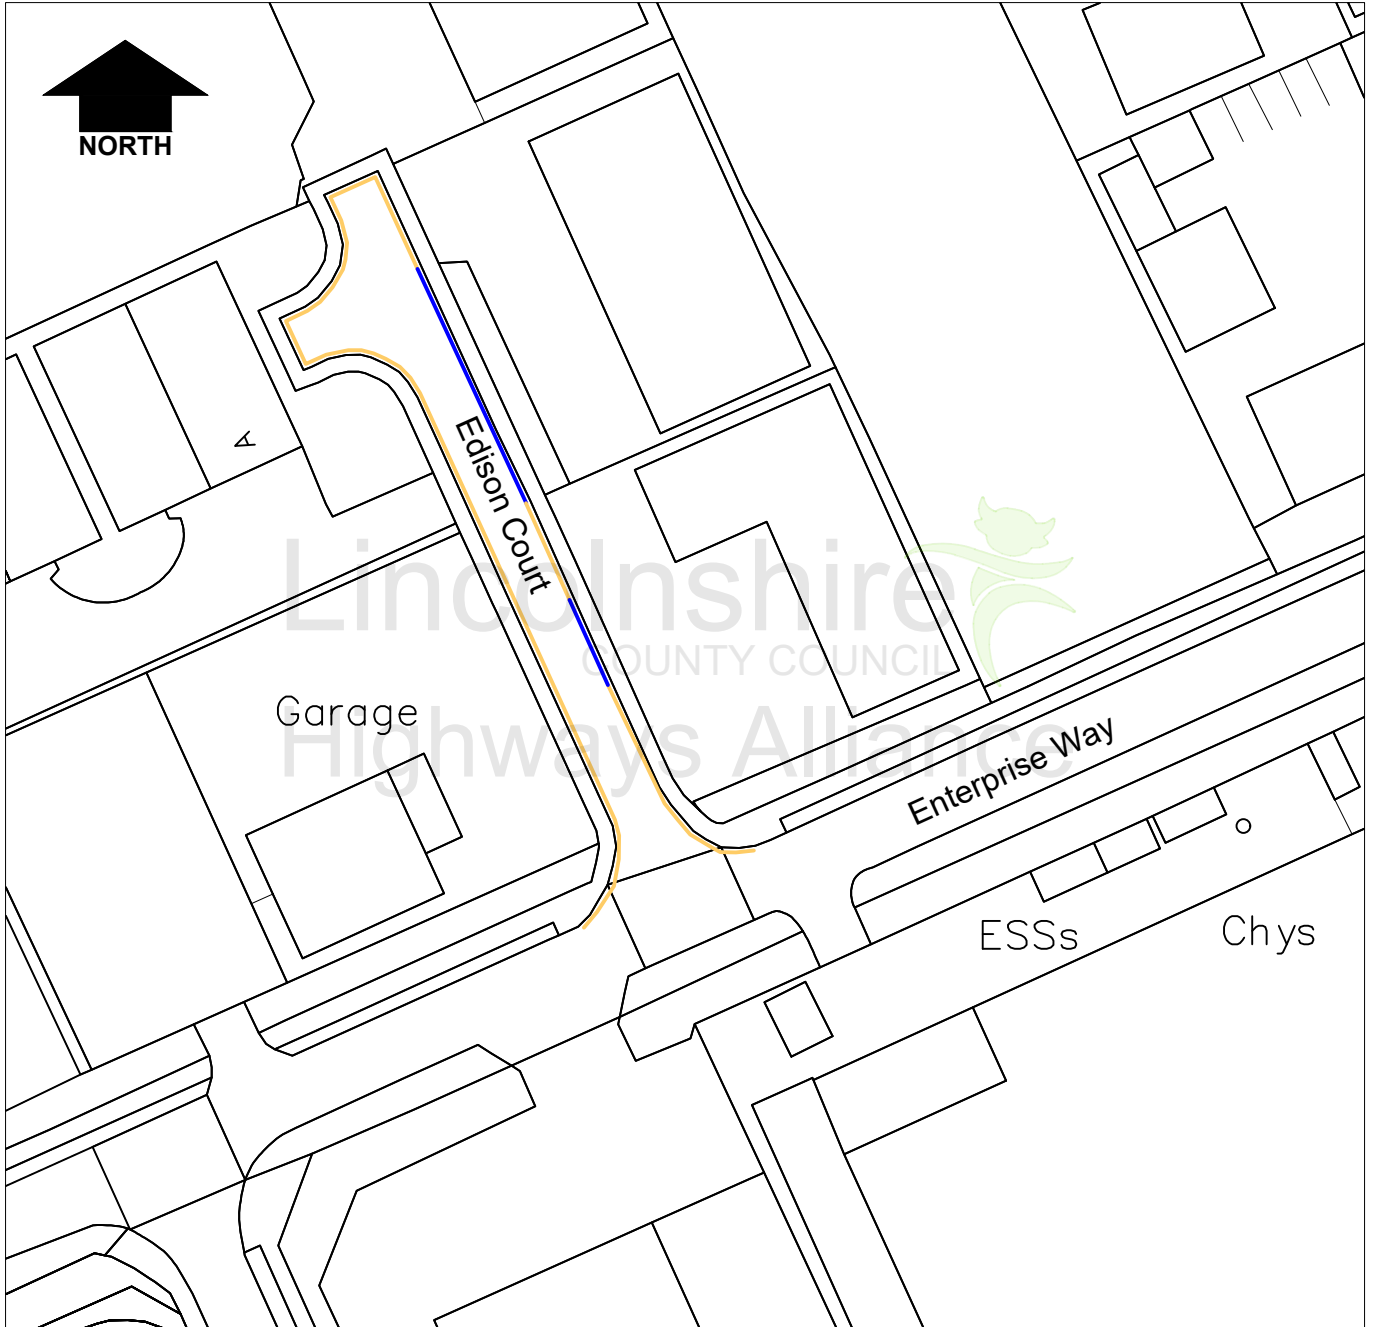 NORTH
A
Edison Court
Lincolnshire
COUNTY COUNCIL
Garage
Highways Alliance
Enterprise Way
ESSs
Chys